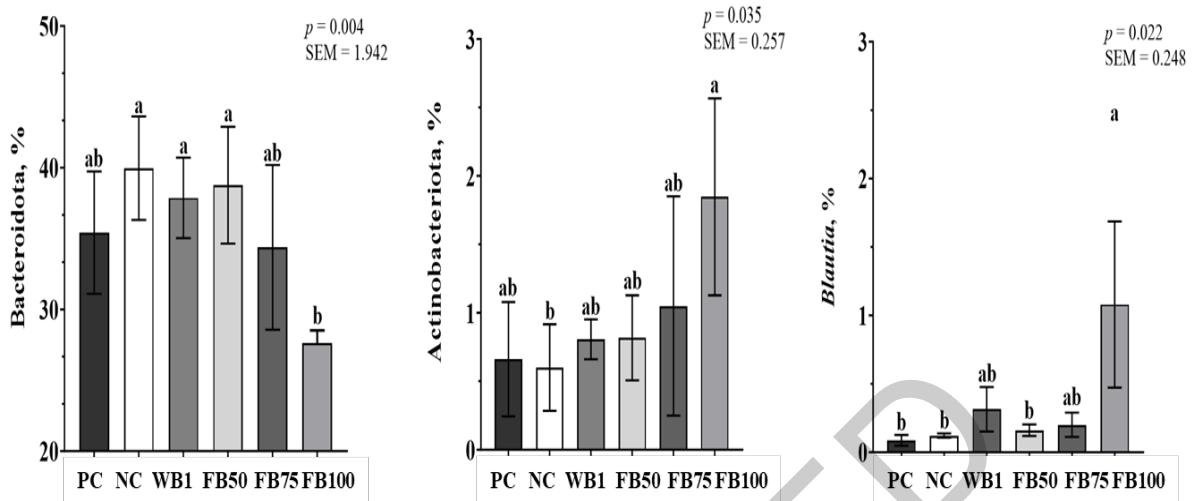 Bacteroidota, %
50
40
30
20
p = 0.004
SEM = 1.942
ab
a
a
a
ab
b
PC NC WB1 FB50 FB75 FB100
Actinobacteriota, %
3
2
1
0
p = 0.035
SEM = 0.257
ab
b
ab
ab
ab
a
PC NC WB1 FB50 FB75 FB100
Blautia, %
3
2
1
0
p = 0.022
SEM = 0.248
b
b
ab
b
ab
a
PC NC WB1 FB50 FB75 FB100